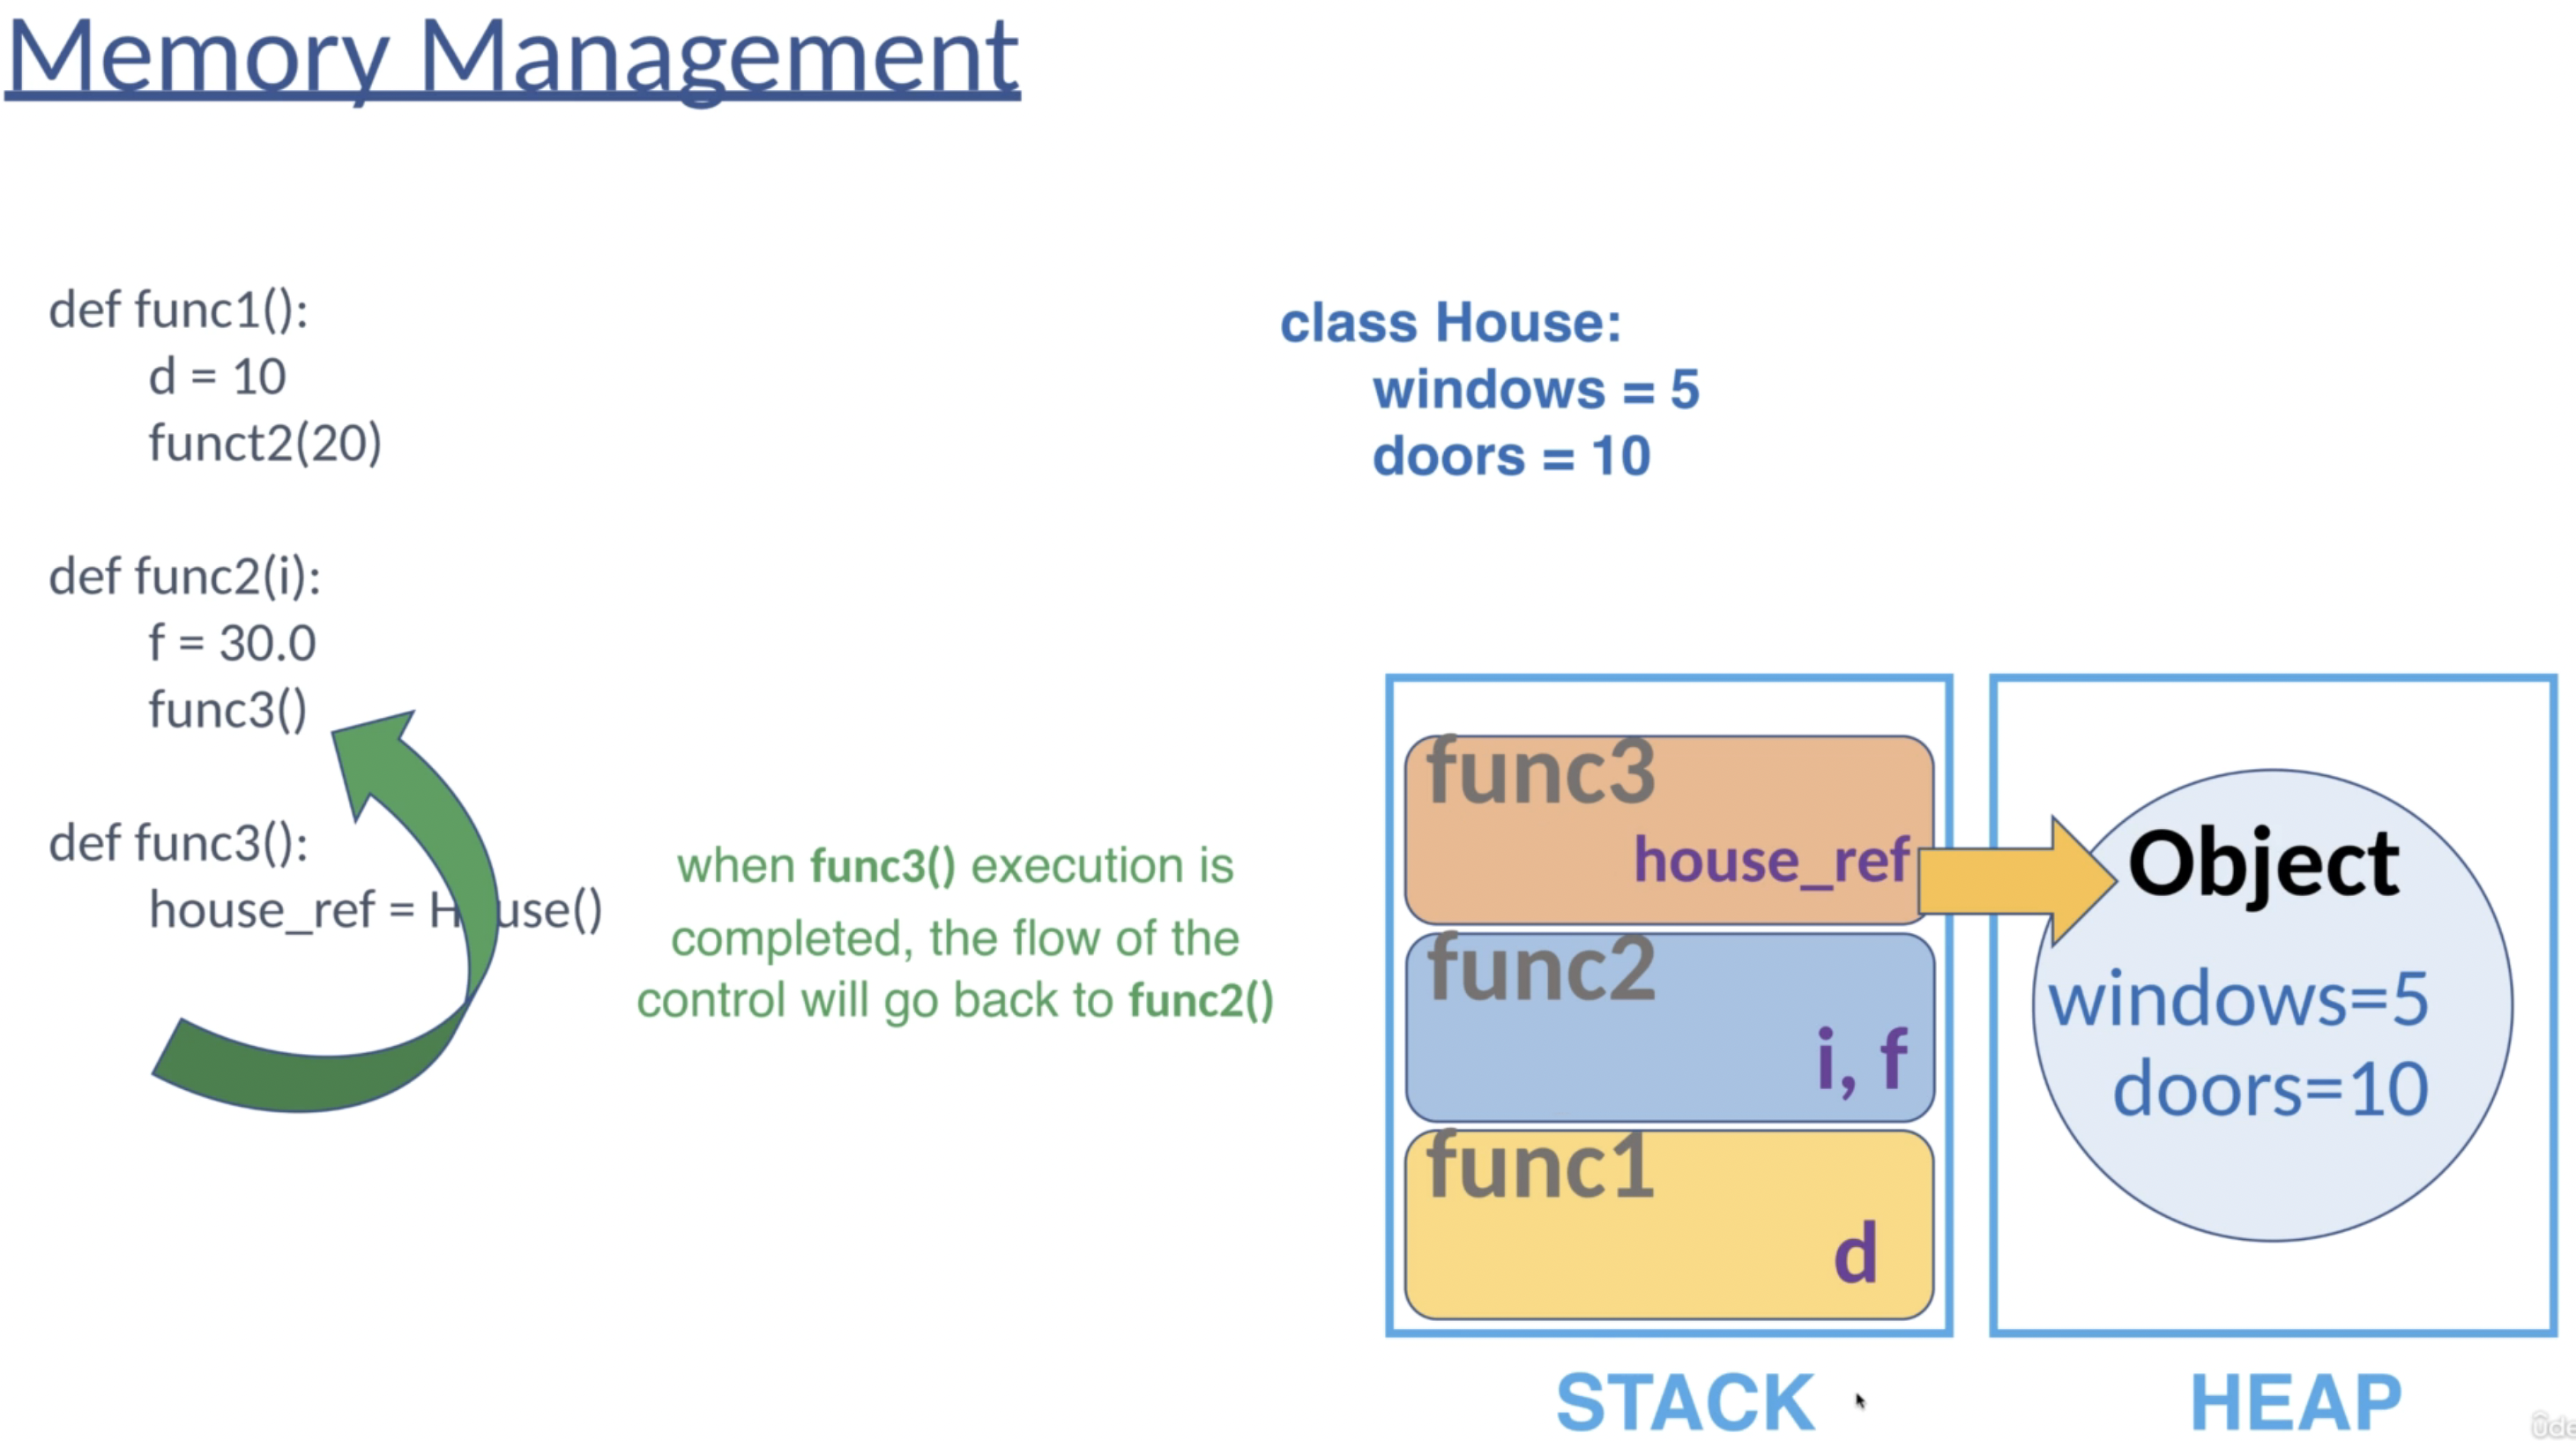 Memory Management
def func1():
d = 10
funct2(20)
def func2(i):
f = 30.0
func3()
def func3():
house_ref = H use()
when func3() execution is
completed, the flow of the
control will go back to func2()
class House:
windows = 5
doors = 10
func3
house_ref
func2
i, f
func1
d
STACK
Object
windows=5
doors=10
HEAP